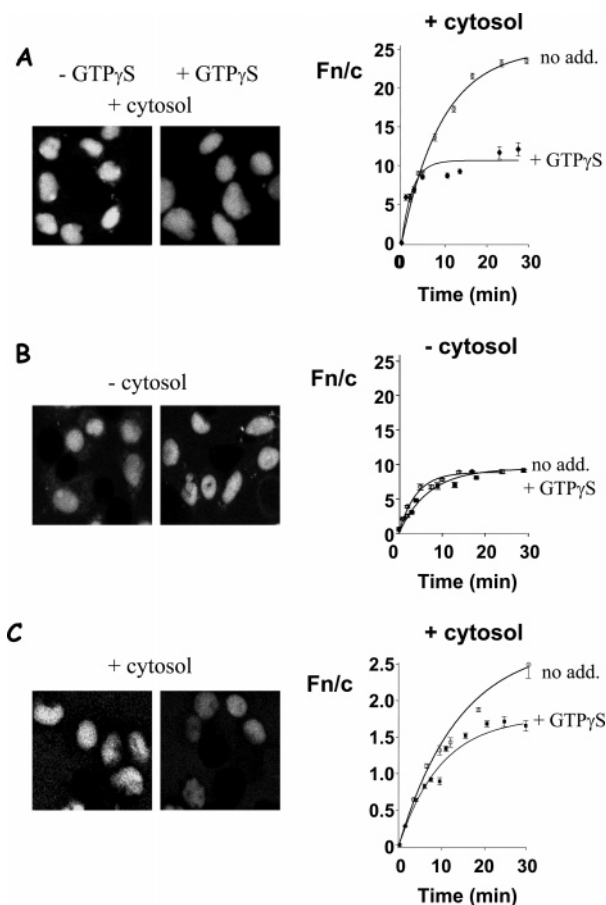 A
- GTPγS + GTPγS
+ cytosol
+ cytosol
Fn/c
25
20
15
10
5
0
0 10 20 30
Time (min)
no add.
+ GTPγS
B
- cytosol
- cytosol
Fn/c
25
20
15
10
5
0
0 10 20 30
Time (min)
no add.
+ GTPγS
C
+ cytosol
+ cytosol
Fn/c
2.5
2.0
1.5
1.0
0.5
0
0 10 20 30
Time (min)
no add.
+ GTPγS